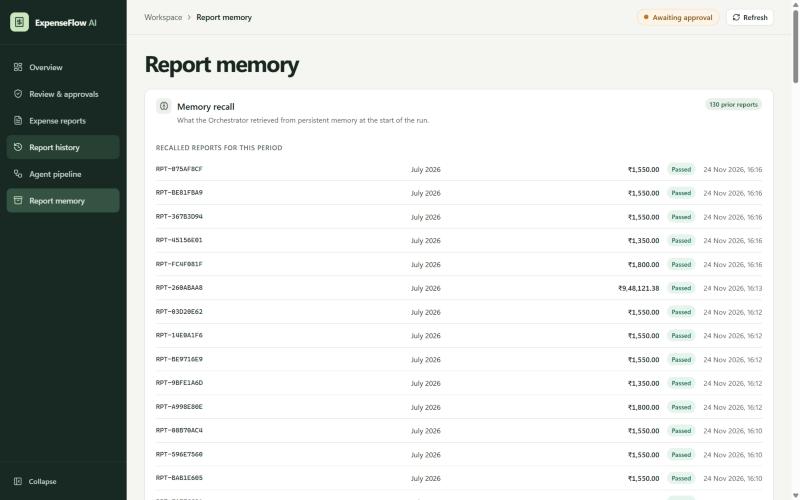 ExpenseFlow AI
Workspace > Report memory
Awaiting approval
Refresh
Overview
Review & approvals
Expense reports
Report history
Agent pipeline
Report memory
Collapse
Report memory
Memory recall
130 prior reports
What the Orchestrator retrieved from persistent memory at the start of the run.
RECALLED REPORTS FOR THIS PERIOD
RPT-075AF8CF July 2026 ₹1,550.00 Passed 24 Nov 2026, 16:16
RPT-BE81FBA9 July 2026 ₹1,550.00 Passed 24 Nov 2026, 16:16
RPT-367B3D94 July 2026 ₹1,550.00 Passed 24 Nov 2026, 16:16
RPT-45156E01 July 2026 ₹1,350.00 Passed 24 Nov 2026, 16:16
RPT-FC4F081F July 2026 ₹1,800.00 Passed 24 Nov 2026, 16:16
RPT-260ABAA8 July 2026 ₹9,48,121.38 Passed 24 Nov 2026, 16:13
RPT-03D20E62 July 2026 ₹1,550.00 Passed 24 Nov 2026, 16:12
RPT-14E0A1F6 July 2026 ₹1,550.00 Passed 24 Nov 2026, 16:12
RPT-BE9716E9 July 2026 ₹1,550.00 Passed 24 Nov 2026, 16:12
RPT-9BFE1A6D July 2026 ₹1,350.00 Passed 24 Nov 2026, 16:12
RPT-A998E80E July 2026 ₹1,800.00 Passed 24 Nov 2026, 16:12
RPT-08B70AC4 July 2026 ₹1,550.00 Passed 24 Nov 2026, 16:10
RPT-596E7560 July 2026 ₹1,550.00 Passed 24 Nov 2026, 16:10
RPT-BAB1E605 July 2026 ₹1,550.00 Passed 24 Nov 2026, 16:10